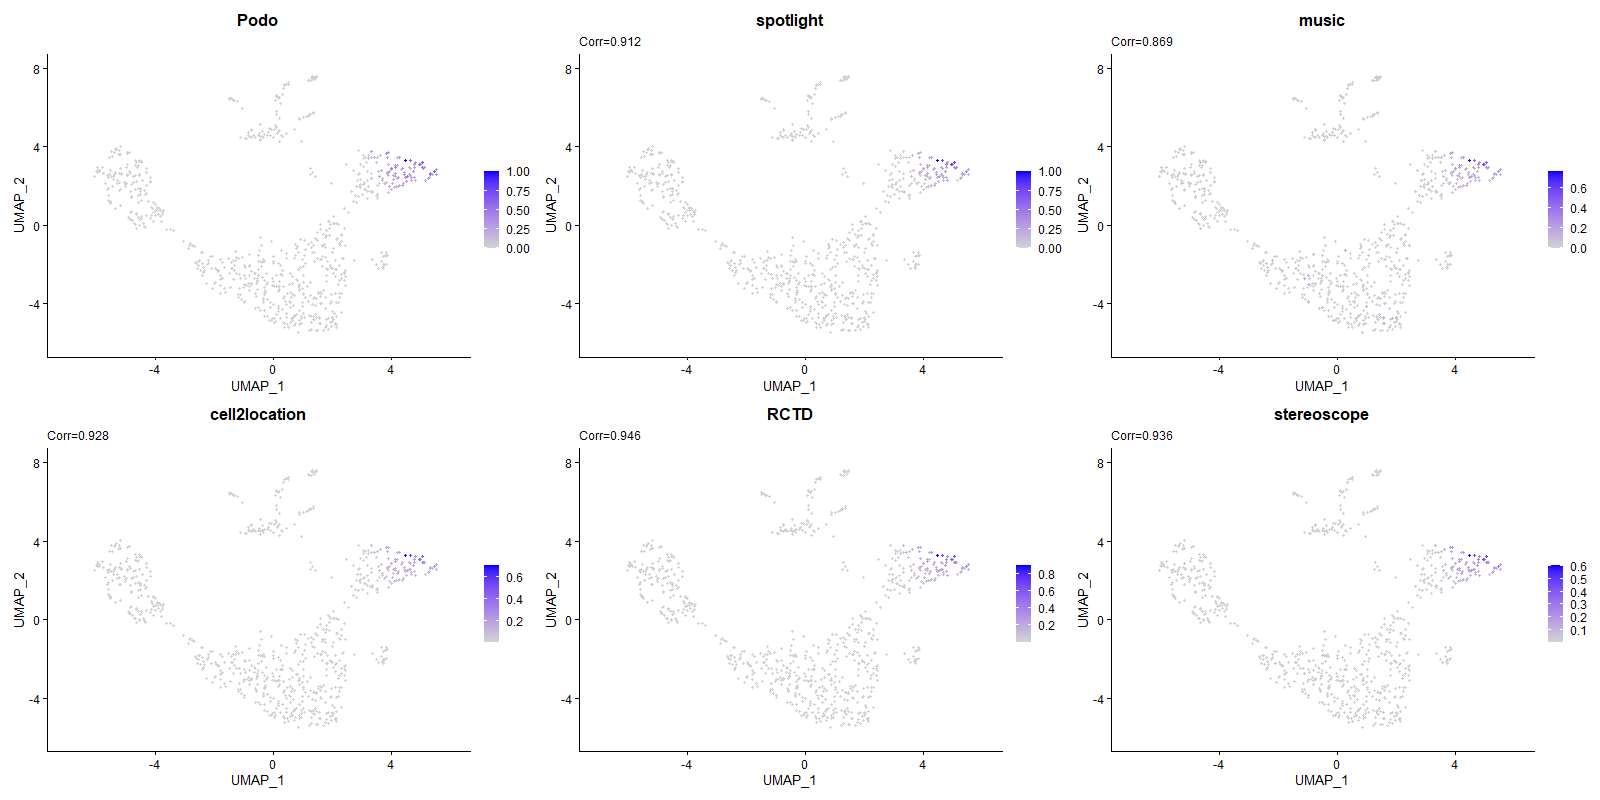 Podo
8
4
0
-4
UMAP_2
-4 0 4
UMAP_1
1.00
0.75
0.50
0.25
0.00
spotlight
Corr=0.912
8
4
0
-4
UMAP_2
-4 0 4
UMAP_1
1.00
0.75
0.50
0.25
0.00
music
Corr=0.869
8
4
0
-4
UMAP_2
-4 0 4
UMAP_1
0.6
0.4
0.2
0.0
cell2location
Corr=0.928
8
4
0
-4
UMAP_2
-4 0 4
UMAP_1
0.6
0.4
0.2
RCTD
Corr=0.946
8
4
0
-4
UMAP_2
-4 0 4
UMAP_1
0.8
0.6
0.4
0.2
stereoscope
Corr=0.936
8
4
0
-4
UMAP_2
-4 0 4
UMAP_1
0.6
0.5
0.4
0.3
0.2
0.1